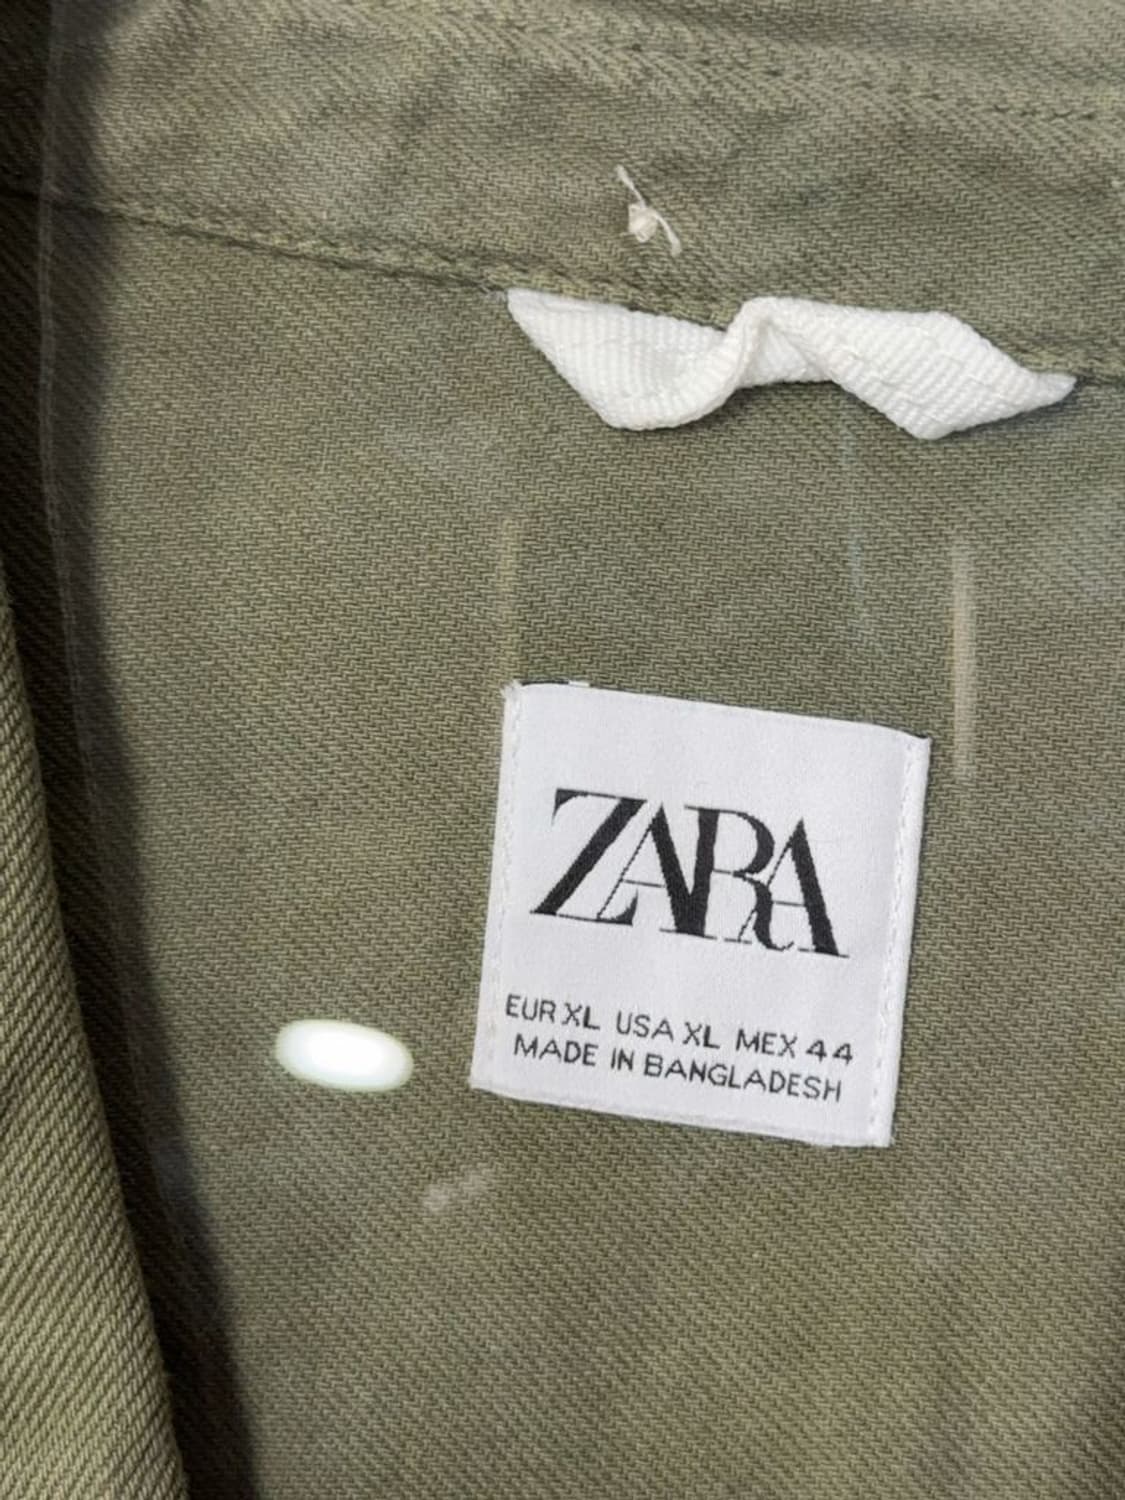 ZARA
EUR XL USA XL MEX 44
MADE IN BANGLADESH